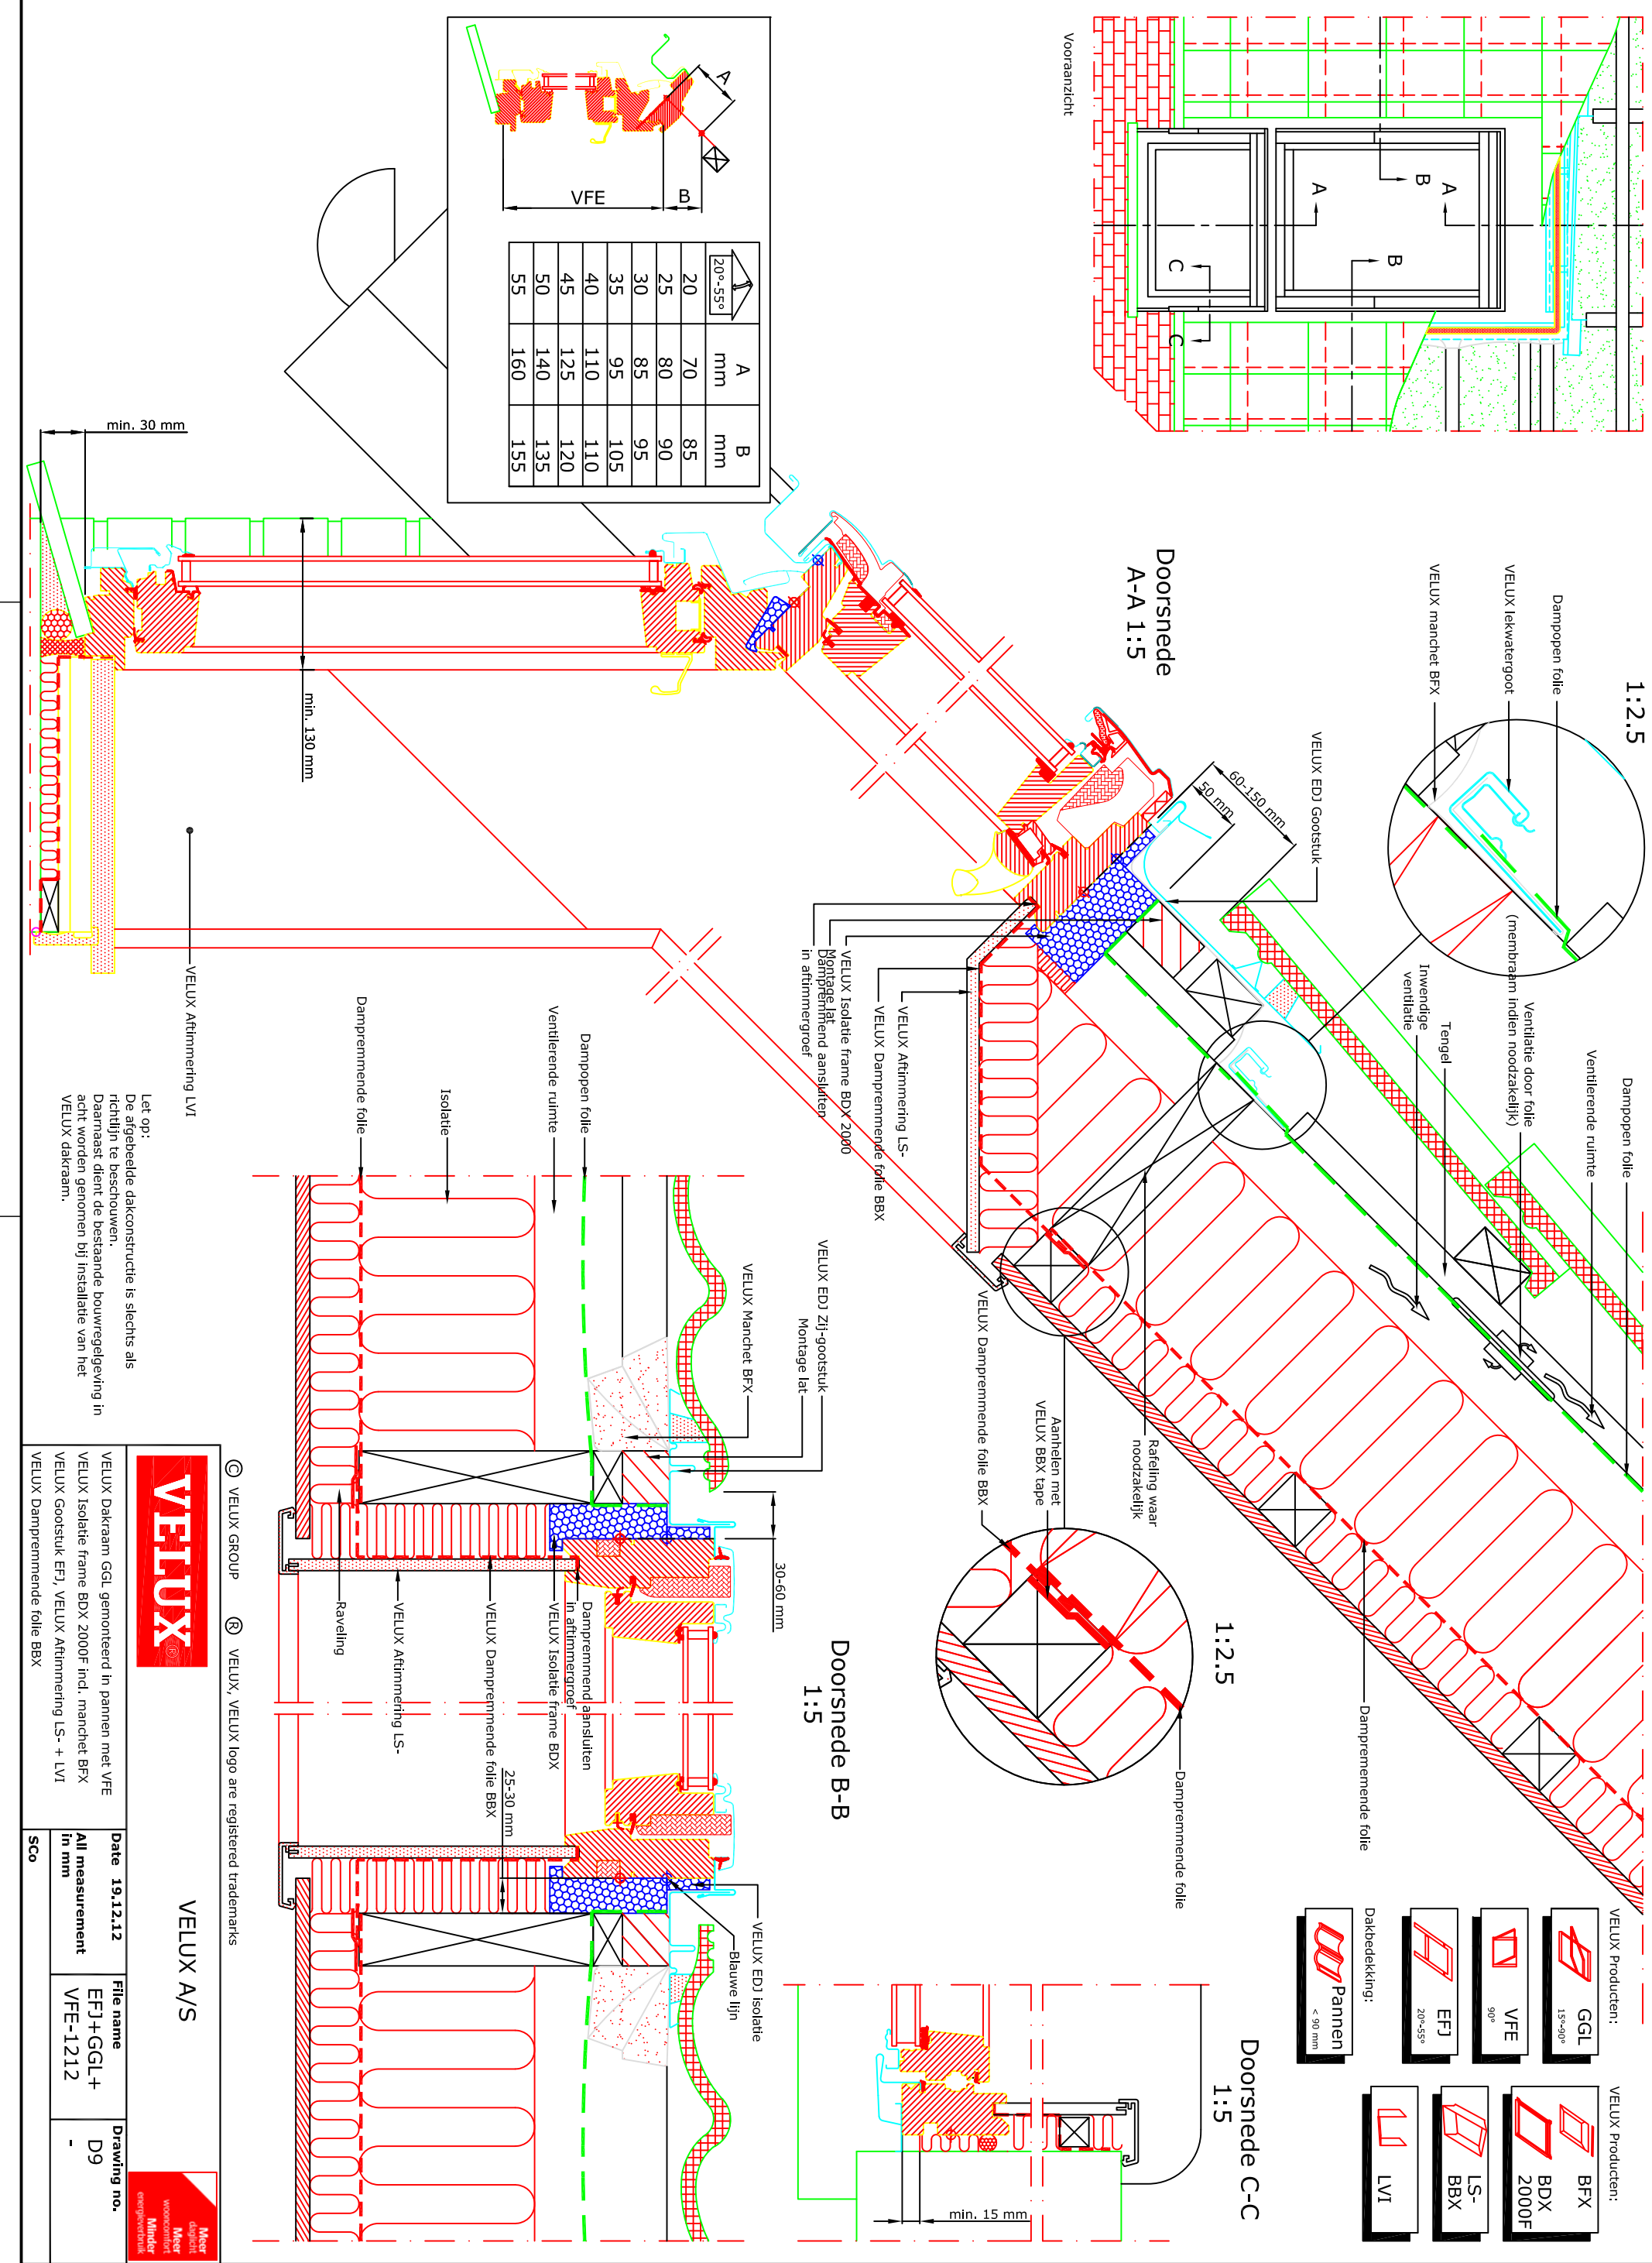 Vooraanzicht
A
A
B
B
C
C
1:2.5
Dampopen folie
VELUX lekwatergoot
VELUX manchet BFX
Doorsnede
A-A 1:5
VELUX EDJ Gootstuk
60-150 mm
50 mm
Dampopen folie
Ventilerende ruimte
Ventilatie door folie
(membraam indien noodzakelijk)
Tengel
Inwendige
ventilatie
VELUX Aftimmering LS-
VELUX Dampremmende folie BBX
VELUX Isolatie frame BDX 2000
Montage lat
Dampremmend aansluiten
in aftimmergroef
Rafeling waar
noodzakelijk
Aanhelen met
VELUX BBX tape
VELUX Dampremmende folie BBX
1:2.5
Dampremmende folie
Dampremmemende folie
A
B
VFE
20°-55°
A
mm
B
mm
20 70 85
25 80 90
30 85 95
35 95 105
40 110 110
45 125 120
50 140 135
55 160 155
min. 30 mm
min. 130 mm
VELUX Aftimmering LVI
Doorsnede B-B
1:5
VELUX EDJ Zij-gootstuk
Montage lat
VELUX Manchet BFX
Dampopen folie
Ventilerende ruimte
Isolatie
Dampremmende folie
30-60 mm
Dampremmend aansluiten
in aftimmergroef
VELUX Isolatie frame BDX
VELUX Dampremmende folie BBX
VELUX Aftimmering LS-
Raveling
25-30 mm
VELUX EDJ isolatie
Blauwe lijn
Doorsnede C-C
1:5
min. 15 mm
VELUX Producten:
GGL
15°-90°
VFE
90°
EFJ
20°-55°
Dakbedekking:
Pannen
< 90 mm
VELUX Producten:
BFX
BDX
2000F
LS-
BBX
LVI
Let op:
De afgebeelde dakconstructie is slechts als
richtlijn te beschouwen.
Daarnaast dient de bestaande bouwregelgeving in
acht worden genomen bij installatie van het
VELUX dakraam.
© VELUX GROUP ® VELUX, VELUX logo are registered trademarks
VELUX®
VELUX A/S
VELUX Dakraam GGL gemonteerd in pannen met VFE
VELUX Isolatie frame BDX 2000F incl. manchet BFX
VELUX Gootstuk EFJ, VELUX Aftimmering LS- + LVI
VELUX Dampremmende folie BBX
Date 19.12.12
All measurement
in mm
SCo
File name
EFJ+GGL+
VFE-1212
Drawing no.
D9
-
Meer
daglicht
Meer
wooncomfort
Minder
energieverbruik